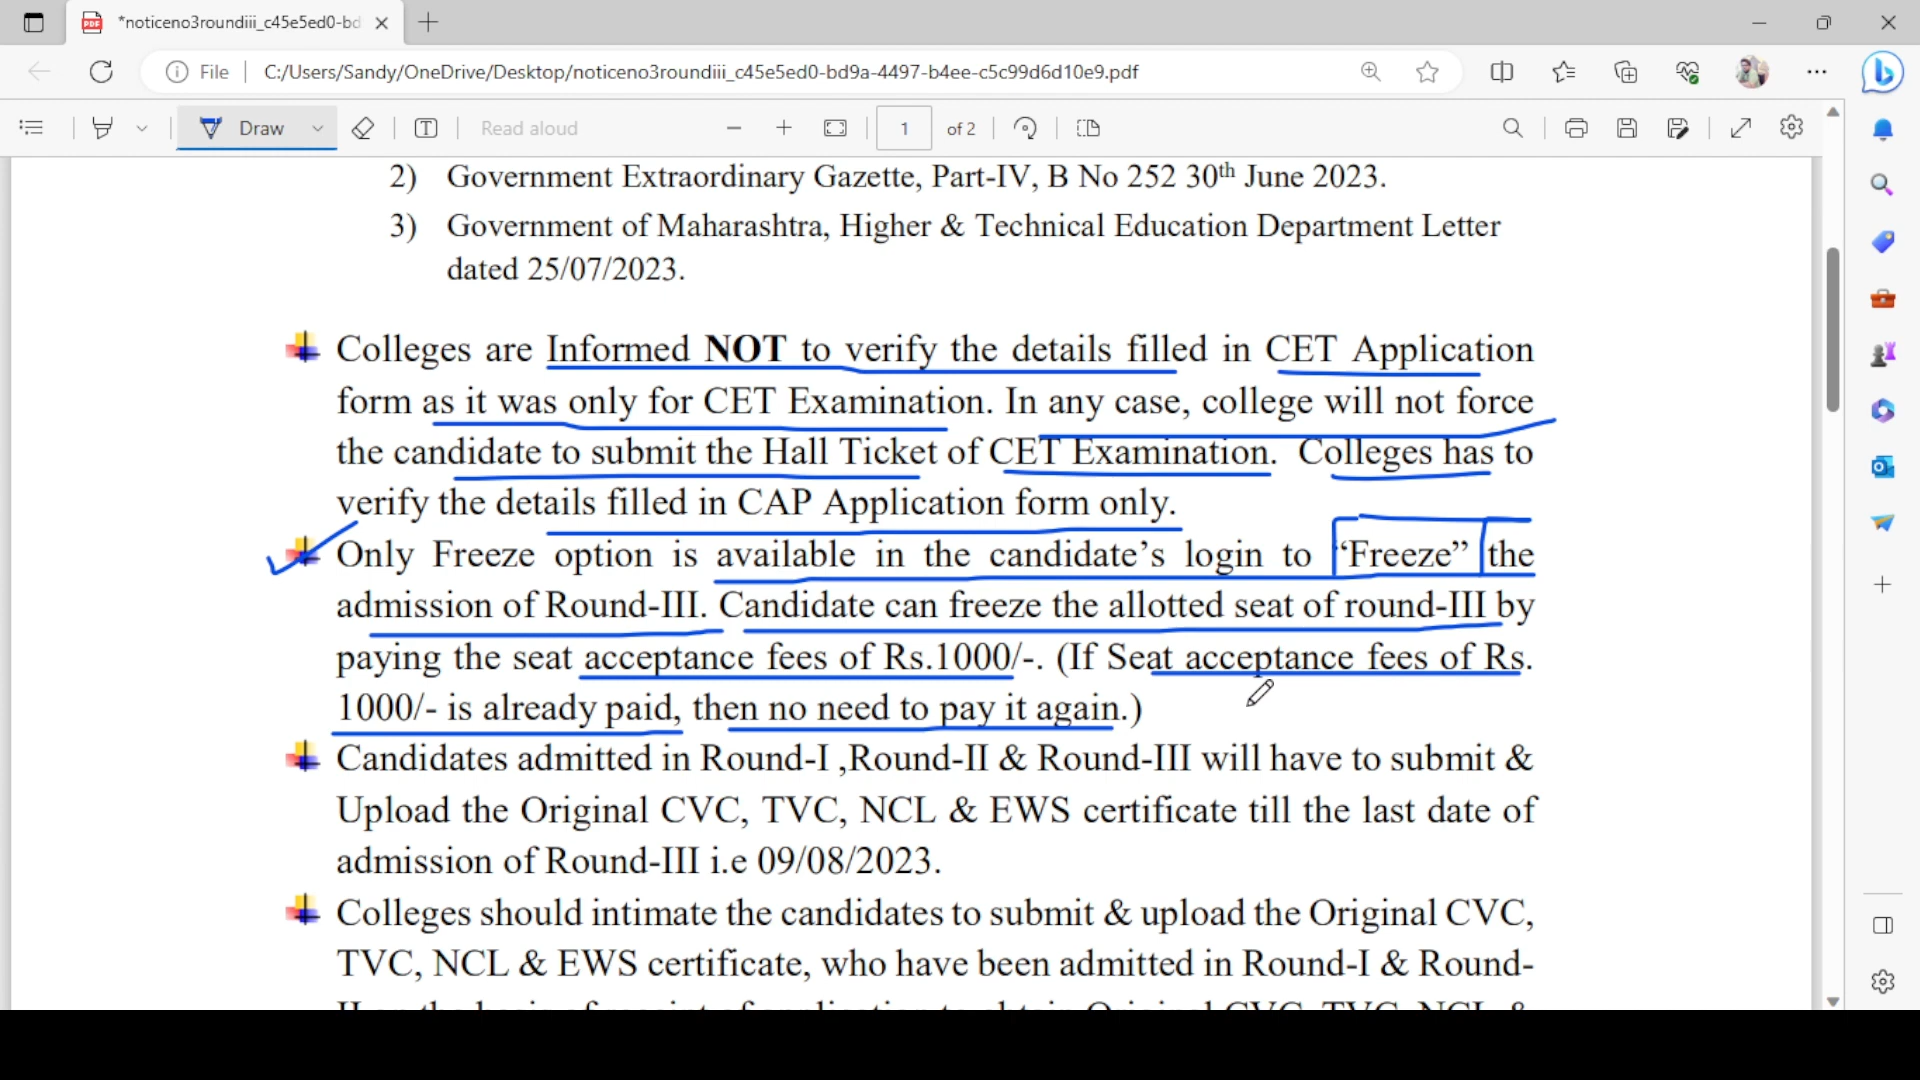 *noticeno3roundiii_c45e5ed0-bd
File
C:/Users/Sandy/OneDrive/Desktop/noticeno3roundiii_c45e5ed0-bd9a-4497-b4ee-c5c99d6d10e9.pdf
Draw
Read aloud
1 of 2
2) Government Extraordinary Gazette, Part-IV, B No 252 30th June 2023.
3) Government of Maharashtra, Higher & Technical Education Department Letter
dated 25/07/2023.
Colleges are Informed NOT to verify the details filled in CET Application
form as it was only for CET Examination. In any case, college will not force
the candidate to submit the Hall Ticket of CET Examination. Colleges has to
verify the details filled in CAP Application form only.
Only Freeze option is available in the candidate’s login to “Freeze” the
admission of Round-III. Candidate can freeze the allotted seat of round-III by
paying the seat acceptance fees of Rs.1000/-. (If Seat acceptance fees of Rs.
1000/- is already paid, then no need to pay it again.)
Candidates admitted in Round-I ,Round-II & Round-III will have to submit &
Upload the Original CVC, TVC, NCL & EWS certificate till the last date of
admission of Round-III i.e 09/08/2023.
Colleges should intimate the candidates to submit & upload the Original CVC,
TVC, NCL & EWS certificate, who have been admitted in Round-I & Round-